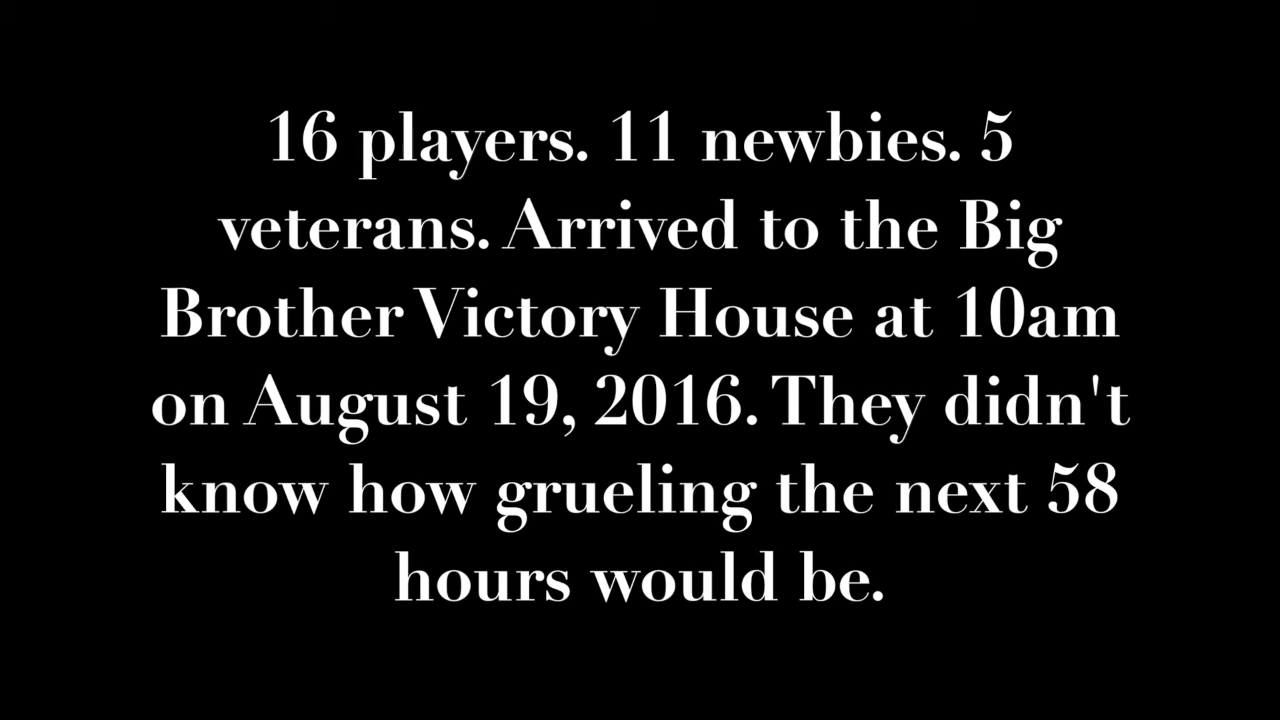 16 players. 11 newbies. 5
veterans. Arrived to the Big
Brother Victory House at 10am
on August 19, 2016. They didn't
know how grueling the next 58
hours would be.